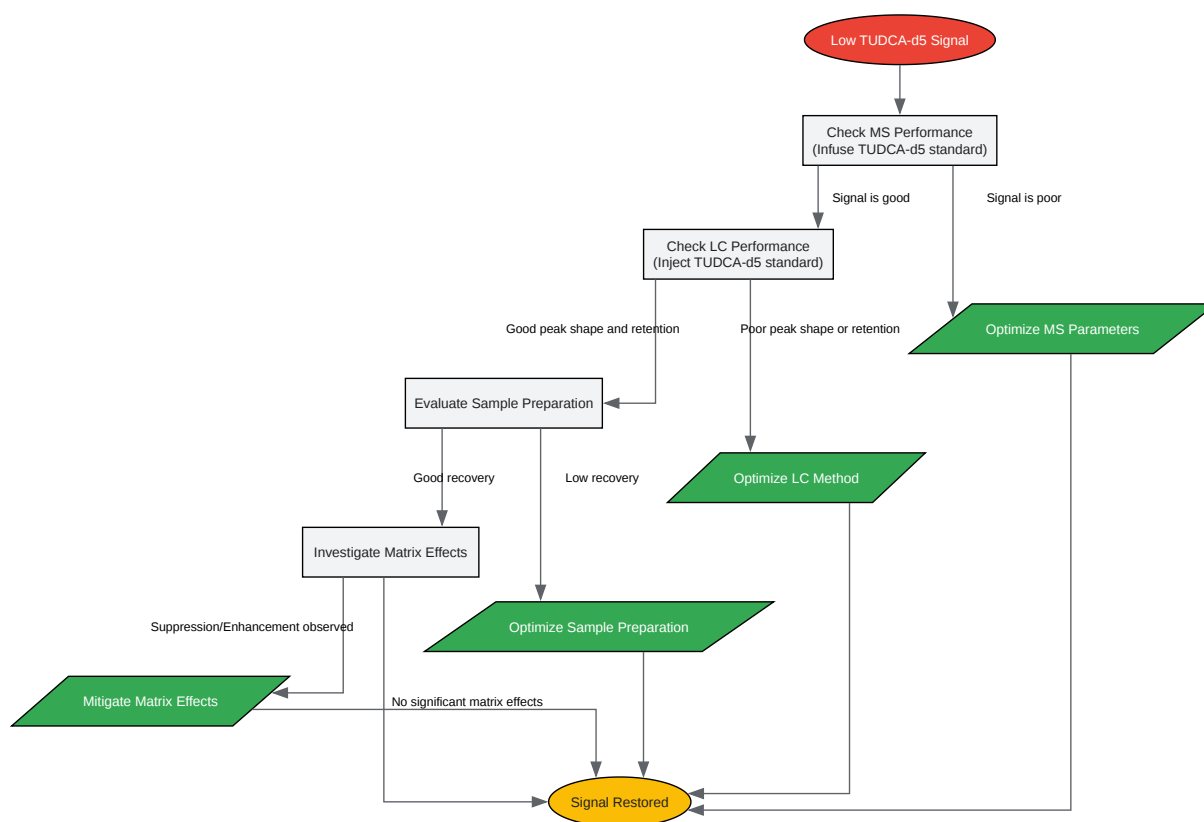 Low TUDCA-d5 Signal
Check MS Performance
(Infuse TUDCA-d5 standard)
Signal is good
Signal is poor
Check LC Performance
(Inject TUDCA-d5 standard)
Good peak shape and retention
Poor peak shape or retention
Optimize MS Parameters
Evaluate Sample Preparation
Good recovery
Low recovery
Optimize LC Method
Investigate Matrix Effects
Suppression/Enhancement observed
Optimize Sample Preparation
Mitigate Matrix Effects
No significant matrix effects
Signal Restored